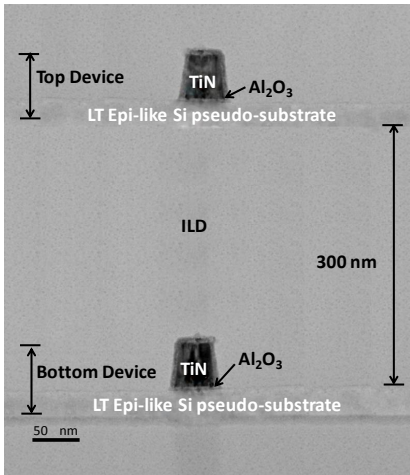 TiN
Top Device
Al₂O₃
LT Epi-like Si pseudo-substrate
ILD
300 nm
Al₂O₃
TiN
Bottom Device
LT Epi-like Si pseudo-substrate
50 nm